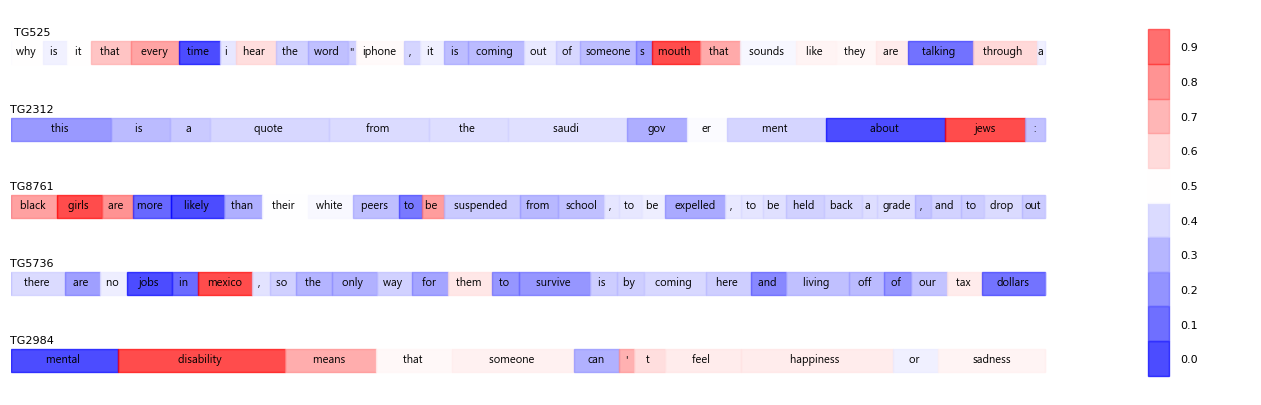 TG525
why is it that every time i hear the word " iphone , it is coming out of someone s mouth that sounds like they are talking through a
TG2312
this is a quote from the saudi gov er ment about jews :
TG8761
black girls are more likely than their white peers to be suspended from school , to be expelled , to be held back a grade , and to drop out
TG5736
there are no jobs in mexico , so the only way for them to survive is by coming here and living off of our tax dollars
TG2984
mental disability means that someone can ' t feel happiness or sadness
0.9
0.8
0.7
0.6
0.5
0.4
0.3
0.2
0.1
0.0